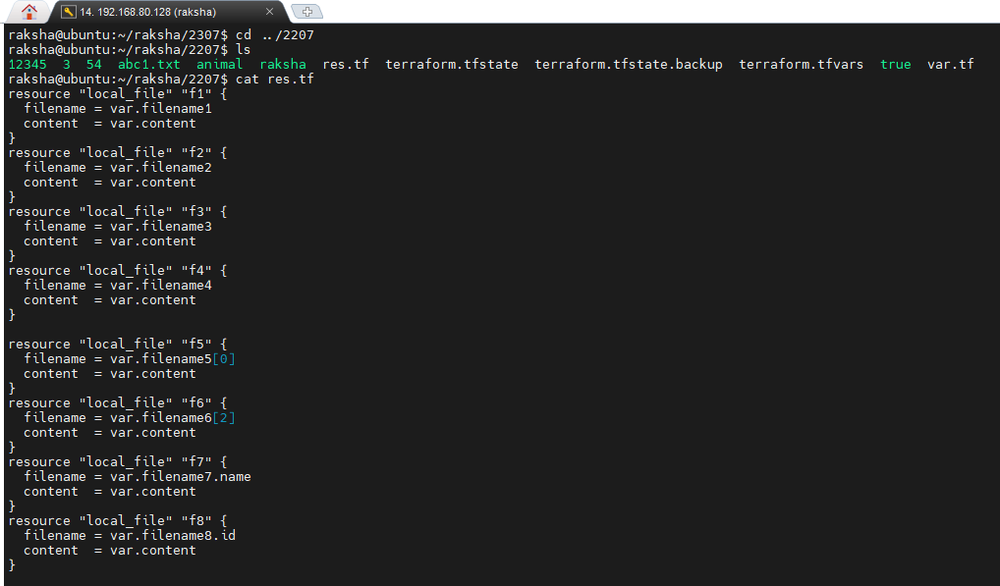 14. 192.168.80.128 (raksha)
raksha@ubuntu:~/raksha/2307$ cd ../2207
raksha@ubuntu:~/raksha/2207$ ls
12345  3  54  abc1.txt  animal  raksha  res.tf  terraform.tfstate  terraform.tfstate.backup  terraform.tfvars  true  var.tf
raksha@ubuntu:~/raksha/2207$ cat res.tf
resource "local_file" "f1" {
  filename = var.filename1
  content  = var.content
}
resource "local_file" "f2" {
  filename = var.filename2
  content  = var.content
}
resource "local_file" "f3" {
  filename = var.filename3
  content  = var.content
}
resource "local_file" "f4" {
  filename = var.filename4
  content  = var.content
}

resource "local_file" "f5" {
  filename = var.filename5[0]
  content  = var.content
}
resource "local_file" "f6" {
  filename = var.filename6[2]
  content  = var.content
}
resource "local_file" "f7" {
  filename = var.filename7.name
  content  = var.content
}
resource "local_file" "f8" {
  filename = var.filename8.id
  content  = var.content
}